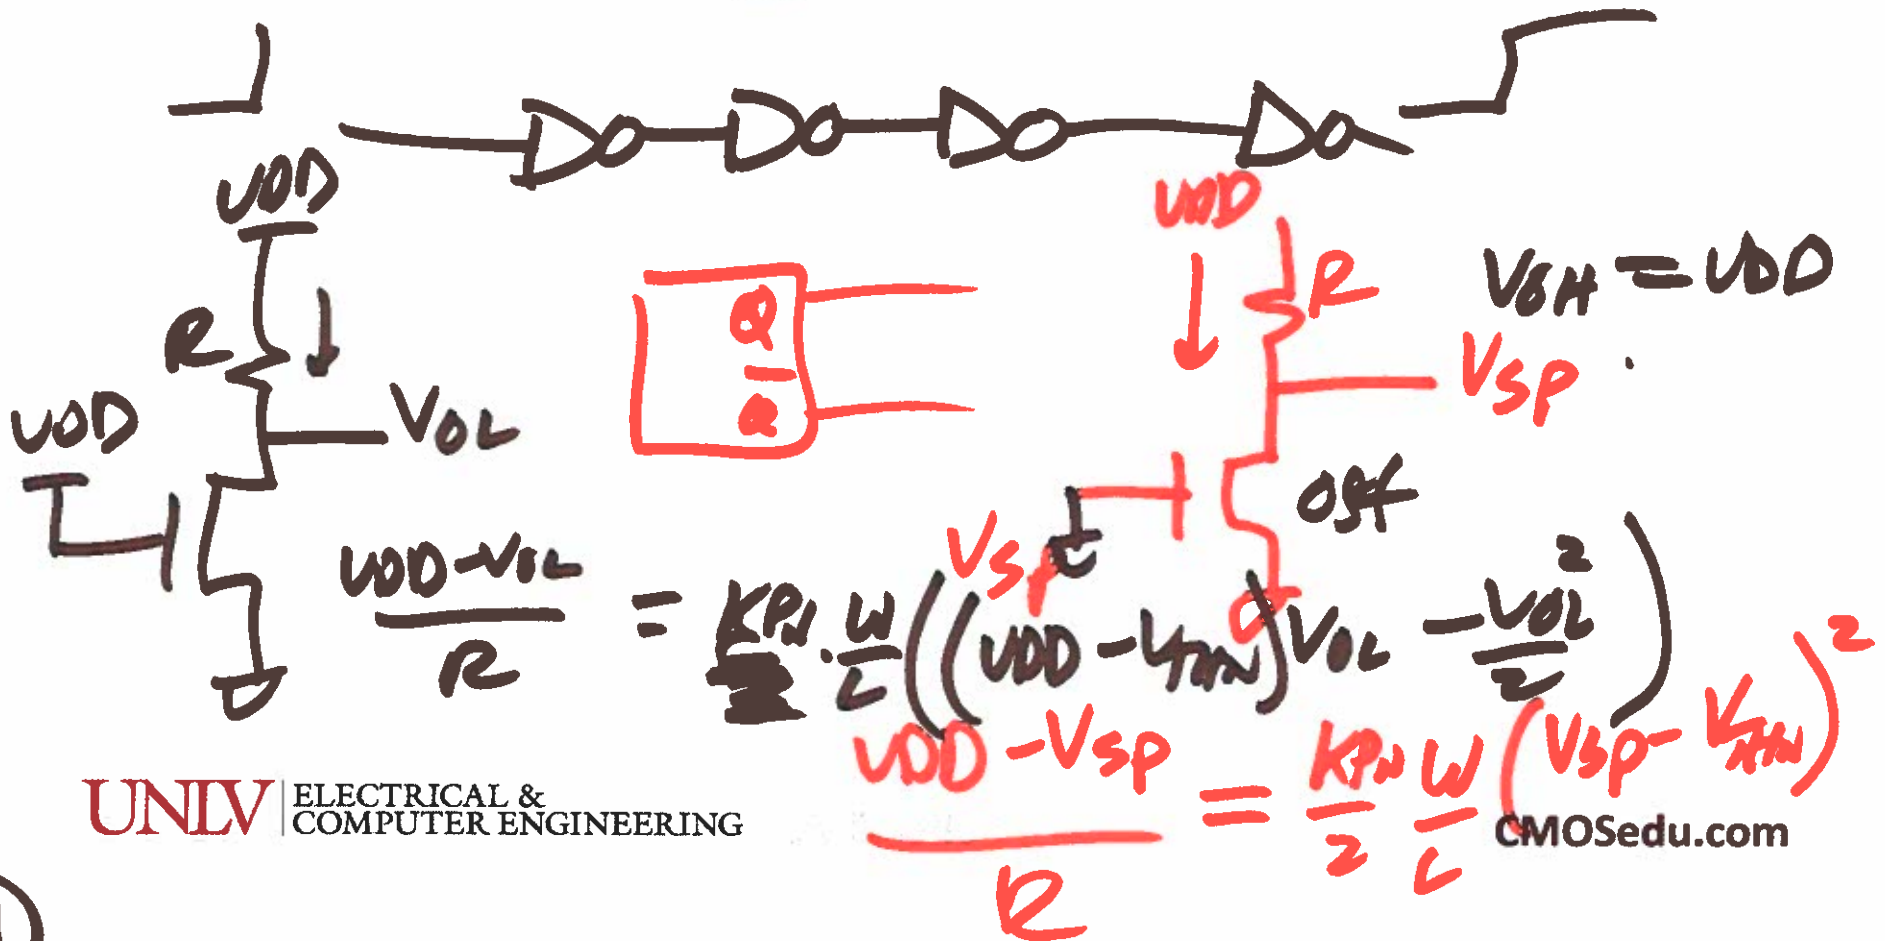 VDD
VDD
R
R
VOH = VDD
Q
VSP
Q
VDD
VOL
off
VSP
VDD - VOL
R
= KPN · W
L
((VDD - VTHN) VOL - VOL²
2
)
VDD - VSP
R
= KPN
2
W
L
(VSP - VTHN)²
UNLV
ELECTRICAL &
COMPUTER ENGINEERING
CMOSedu.com